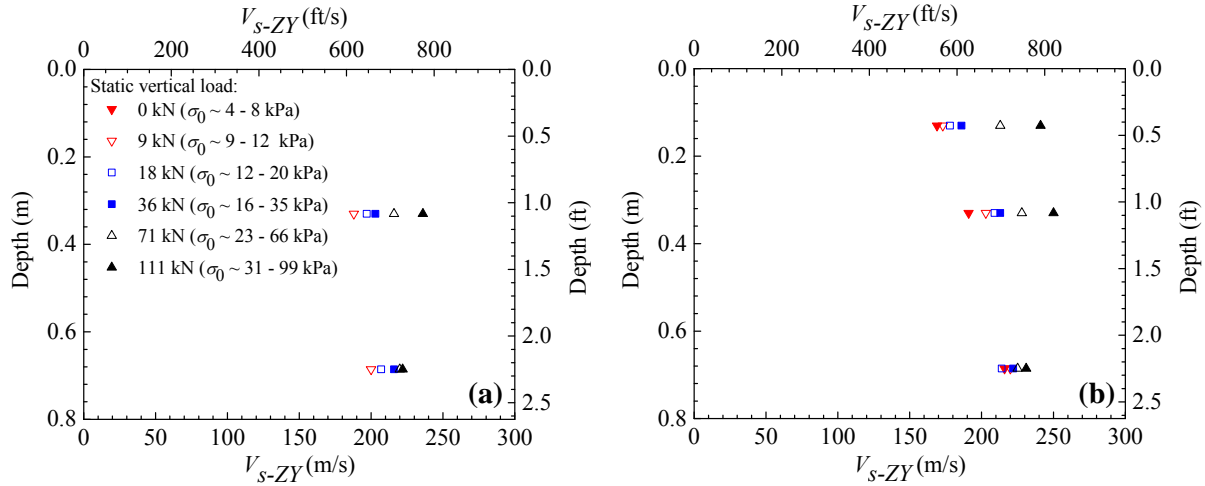 V_{s-ZY} (ft/s)
0 200 400 600 800
0.0 0.2 0.4 0.6 0.8
Depth (m)
Static vertical load:
0 kN (σ₀ ~ 4 - 8 kPa)
9 kN (σ₀ ~ 9 - 12 kPa)
18 kN (σ₀ ~ 12 - 20 kPa)
36 kN (σ₀ ~ 16 - 35 kPa)
71 kN (σ₀ ~ 23 - 66 kPa)
111 kN (σ₀ ~ 31 - 99 kPa)
(a)
0.0 0.5 1.0 1.5 2.0 2.5
Depth (ft)
0 50 100 150 200 250 300
V_{s-ZY} (m/s)
V_{s-ZY} (ft/s)
0 200 400 600 800
0.0 0.2 0.4 0.6 0.8
Depth (m)
(b)
0.0 0.5 1.0 1.5 2.0 2.5
Depth (ft)
0 50 100 150 200 250 300
V_{s-ZY} (m/s)